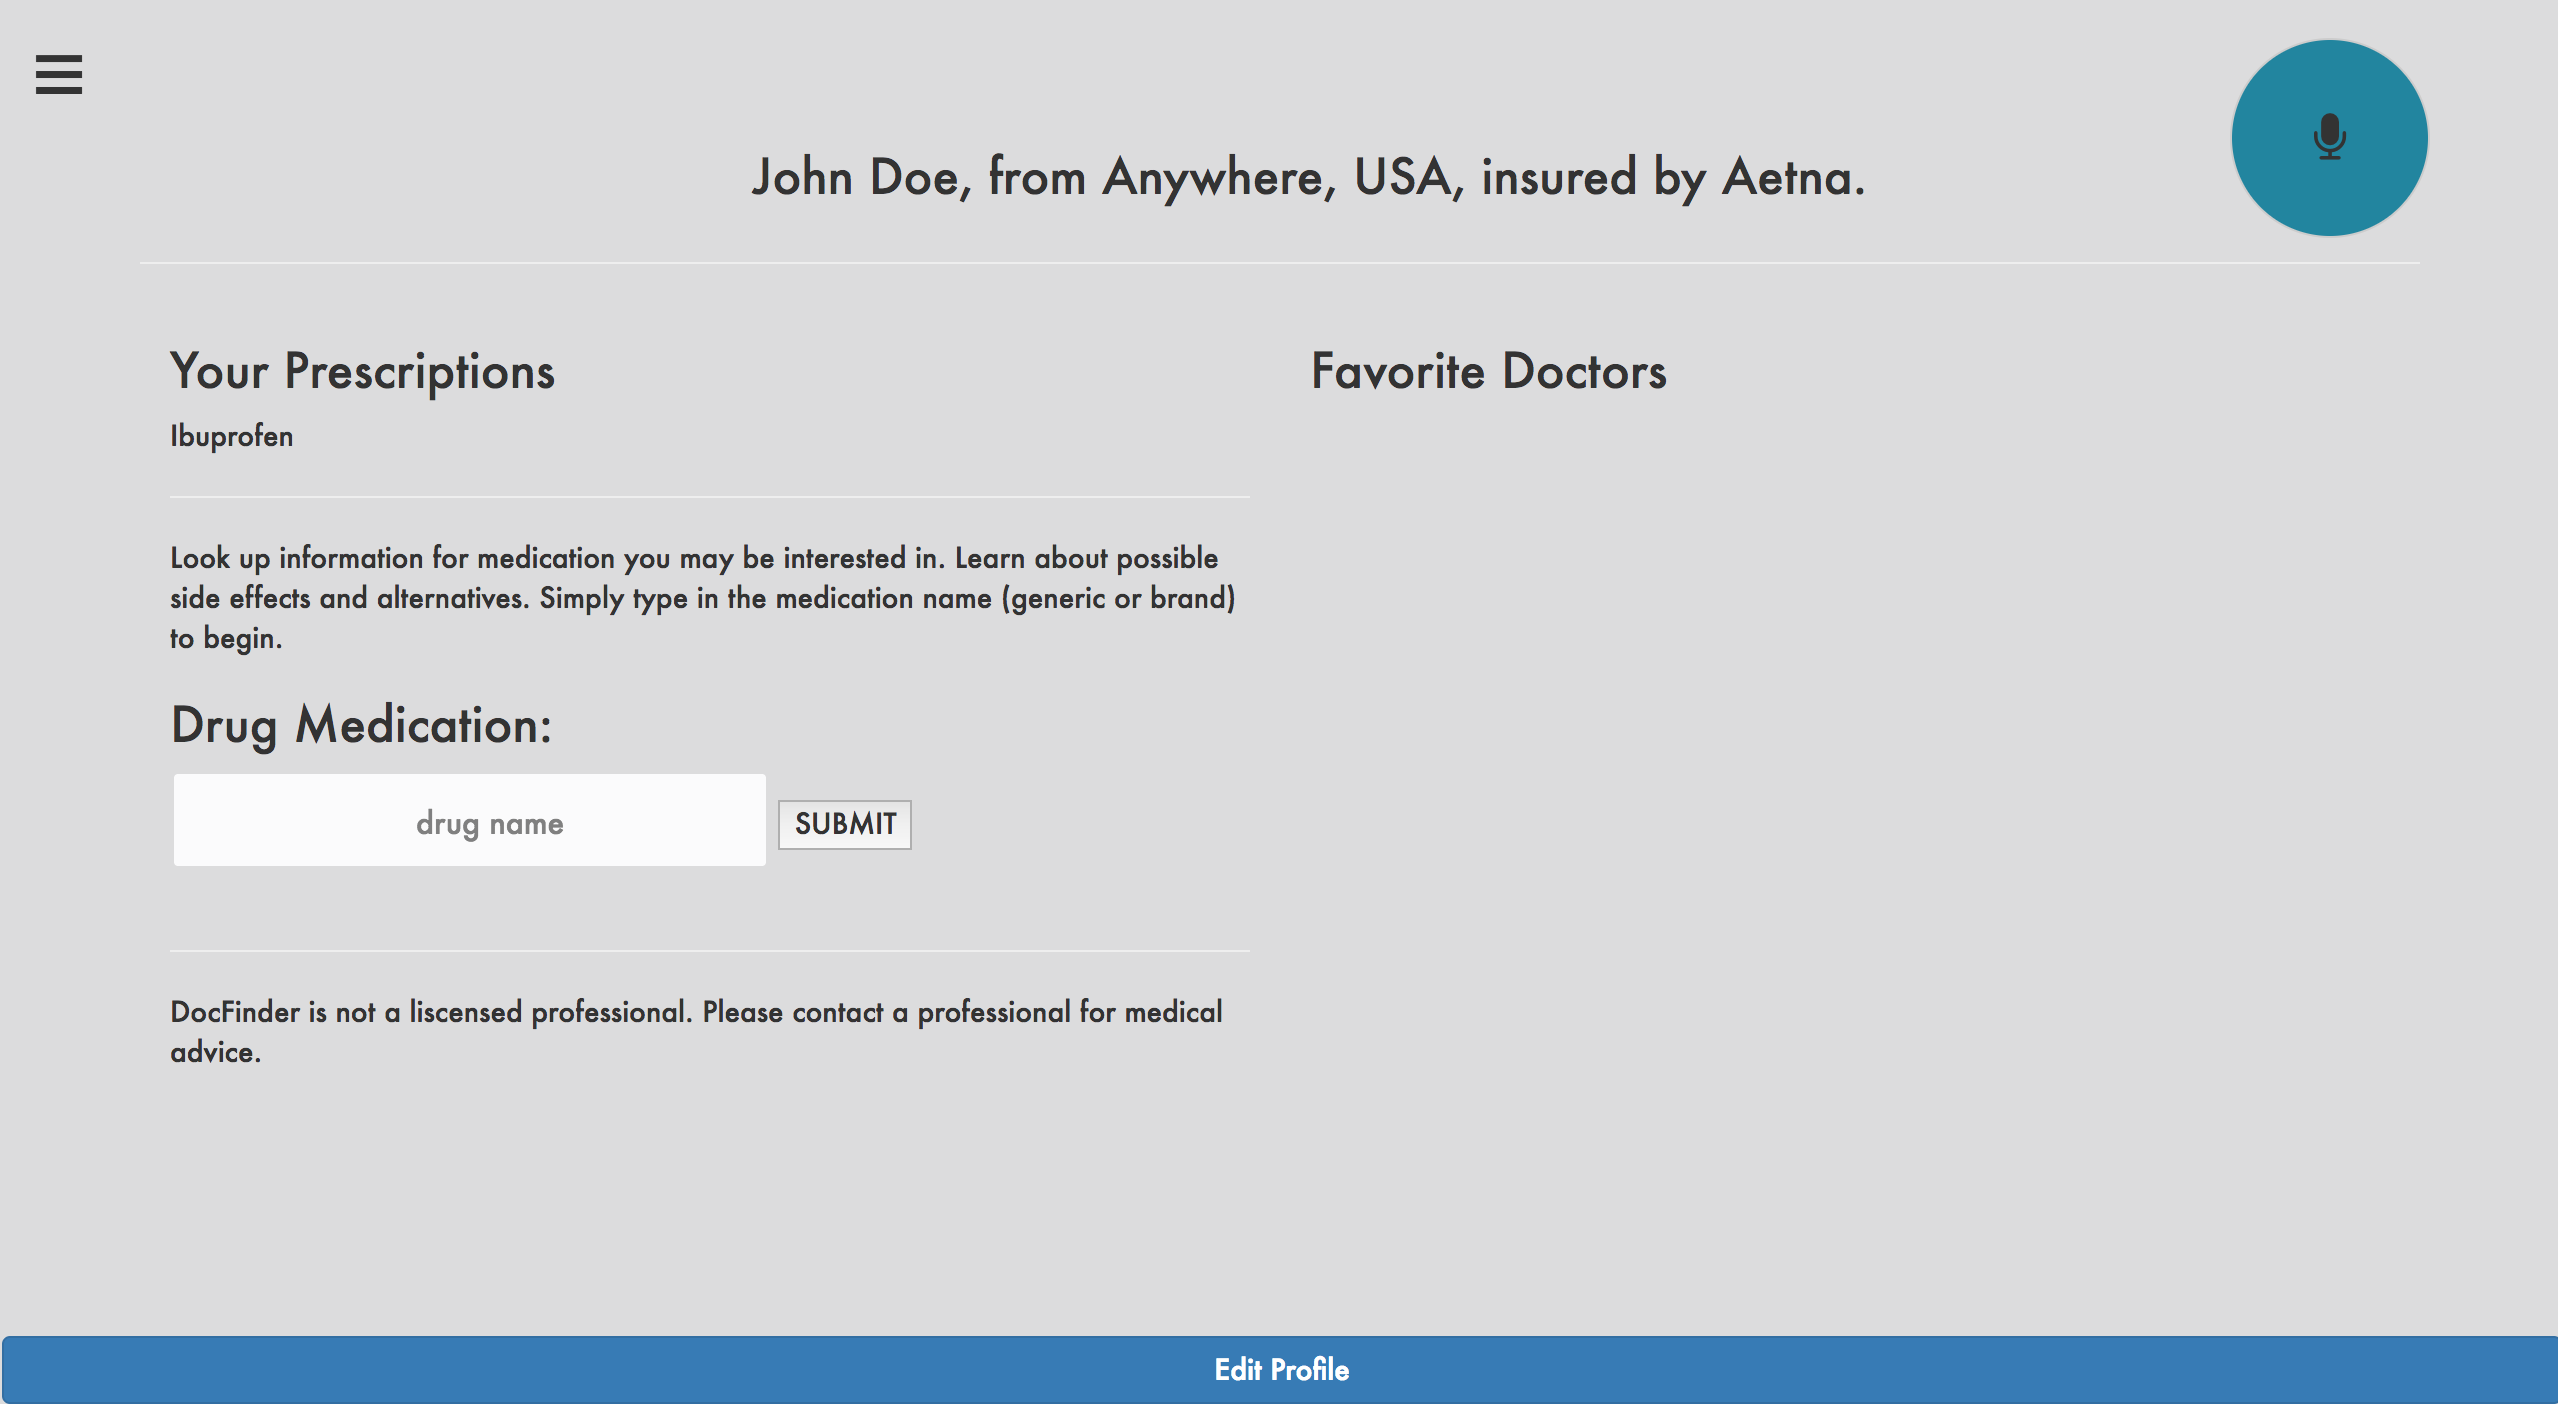 John Doe, from Anywhere, USA, insured by Aetna.
Your Prescriptions
Ibuprofen
Look up information for medication you may be interested in. Learn about possible
side effects and alternatives. Simply type in the medication name (generic or brand)
to begin.
Drug Medication:
drug name
SUBMIT
DocFinder is not a liscensed professional. Please contact a professional for medical
advice.
Favorite Doctors
Edit Profile